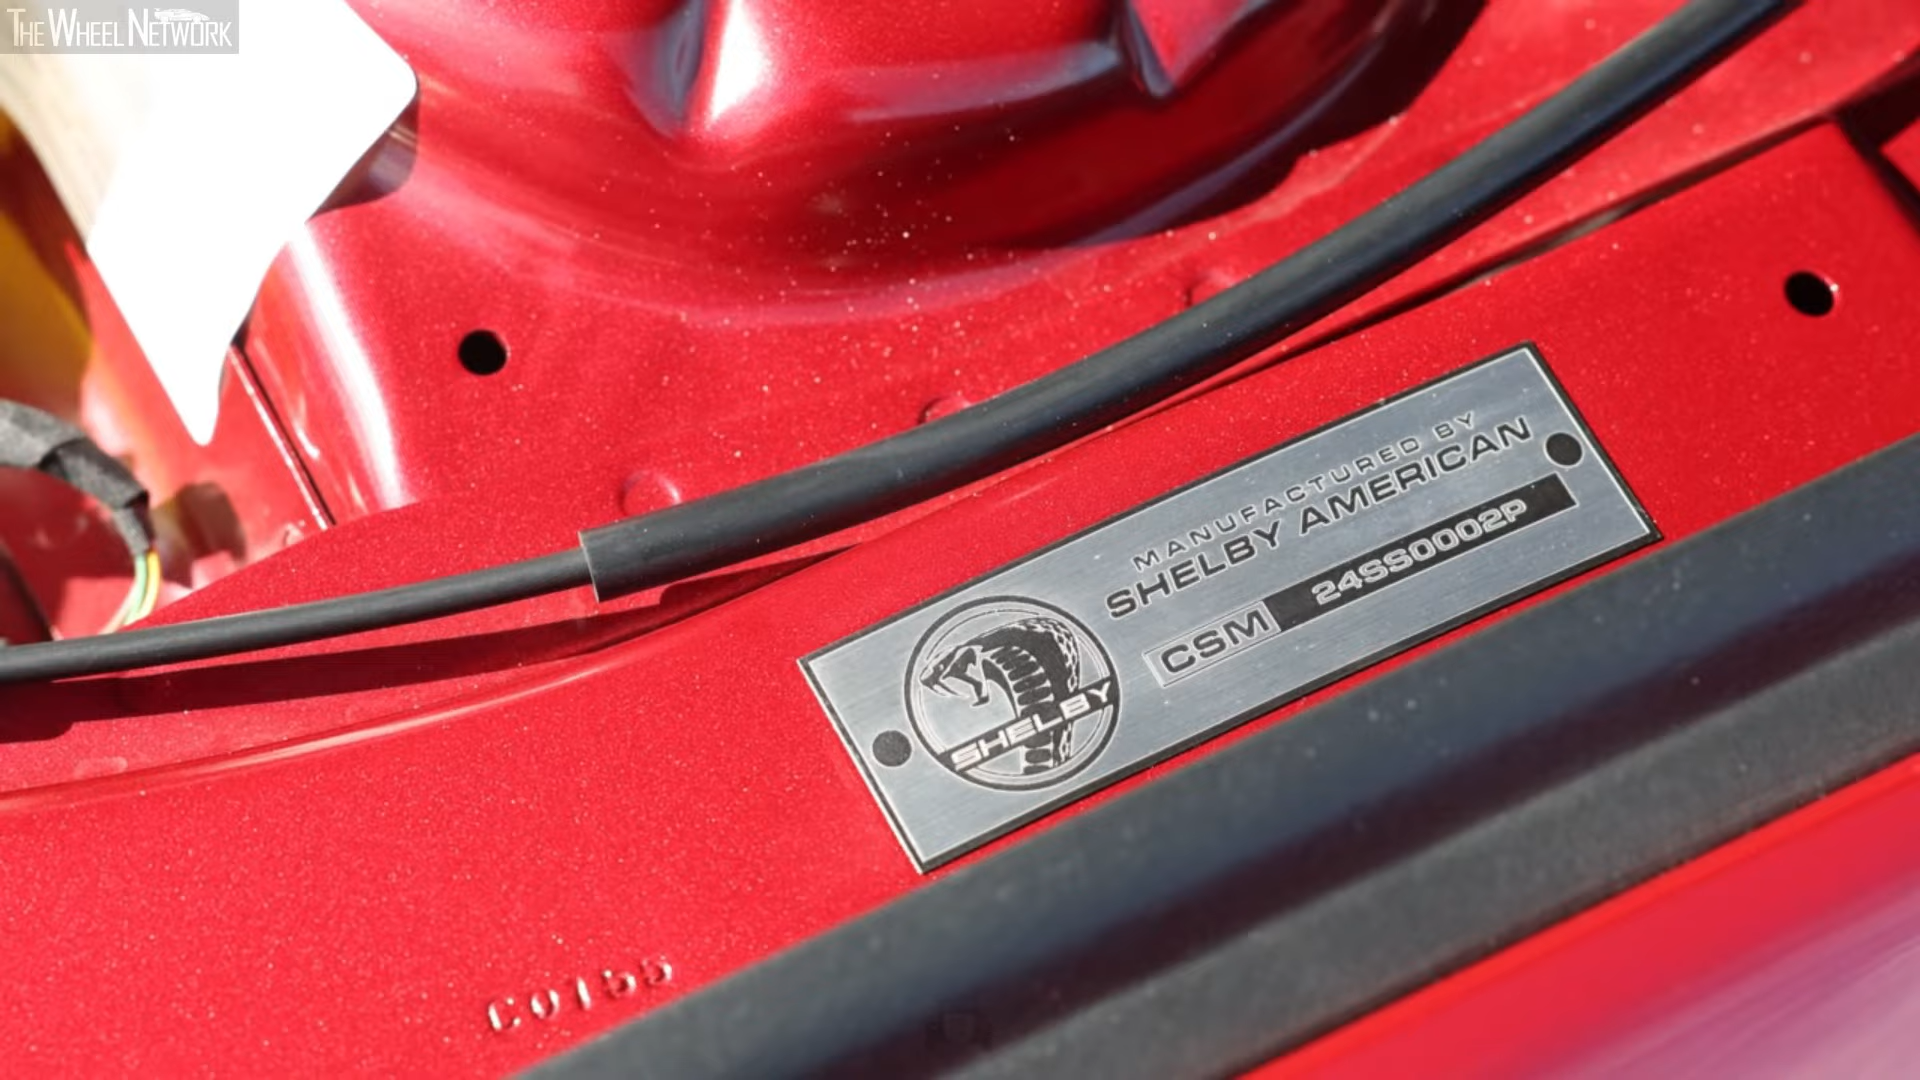 THE WHEEL NETWORK
MANUFACTURED BY
SHELBY AMERICAN
CSM 24SS0002P
SHELBY
C0155